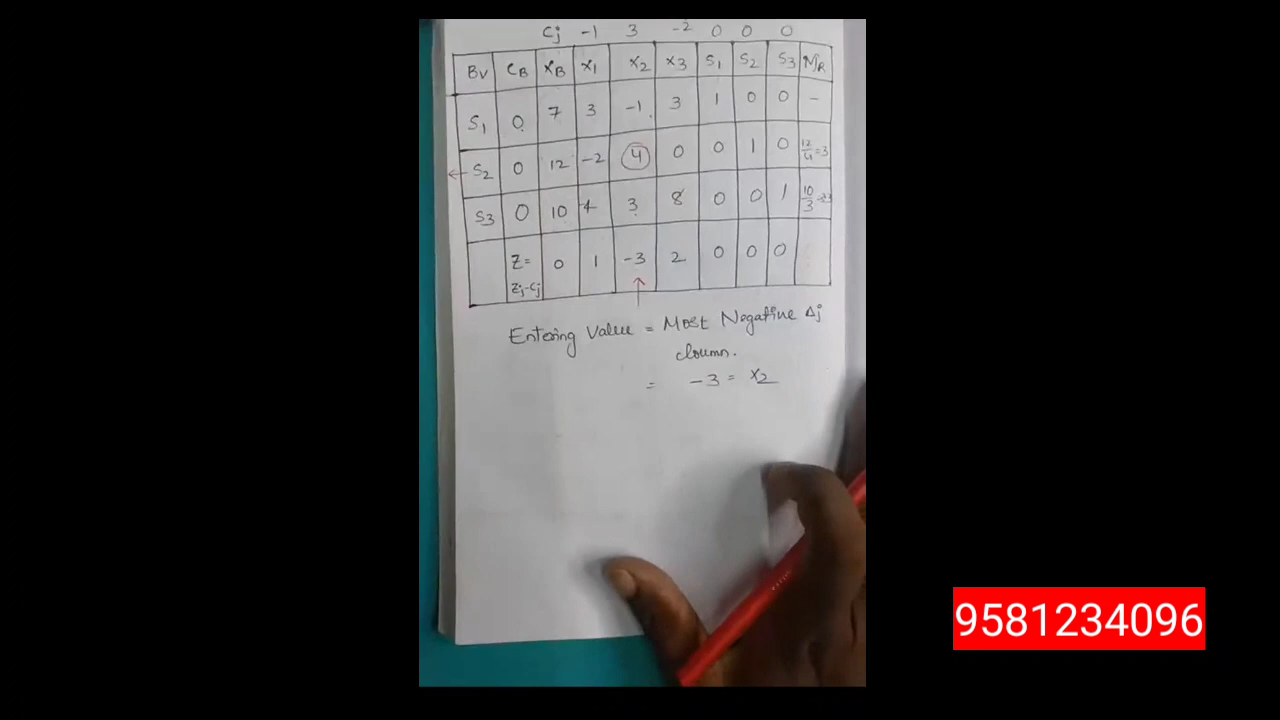 Cj -1 3 -2 0 0 0
BV CB XB X1 X2 X3 S1 S2 S3 MR
S1 0 7 3 -1 3 1 0 0 -
S2 0 12 -2 4 0 0 1 0 12/4=3
S3 0 10 3 8 0 0 1 10/3
Z= 0 1 -3 2 0 0 0
Zj-Cj
Entering Value = Most Negative Δj
cloumn.
= -3 = X2
9581234096